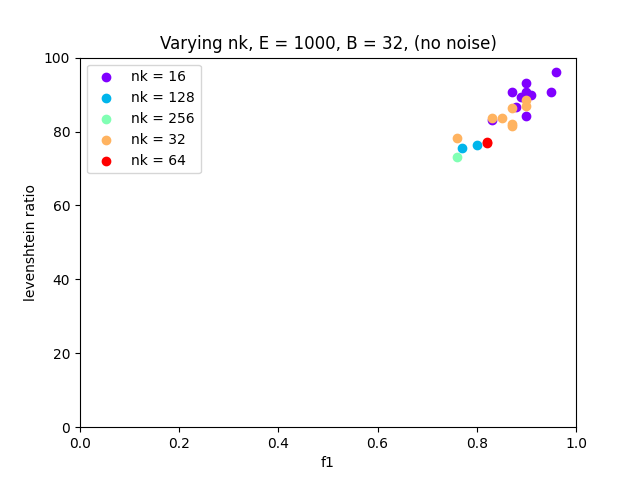 Varying nk, E = 1000, B = 32, (no noise)
100
80
60
40
20
0
levenshtein ratio
nk = 16
nk = 128
nk = 256
nk = 32
nk = 64
0.0 0.2 0.4 0.6 0.8 1.0
f1